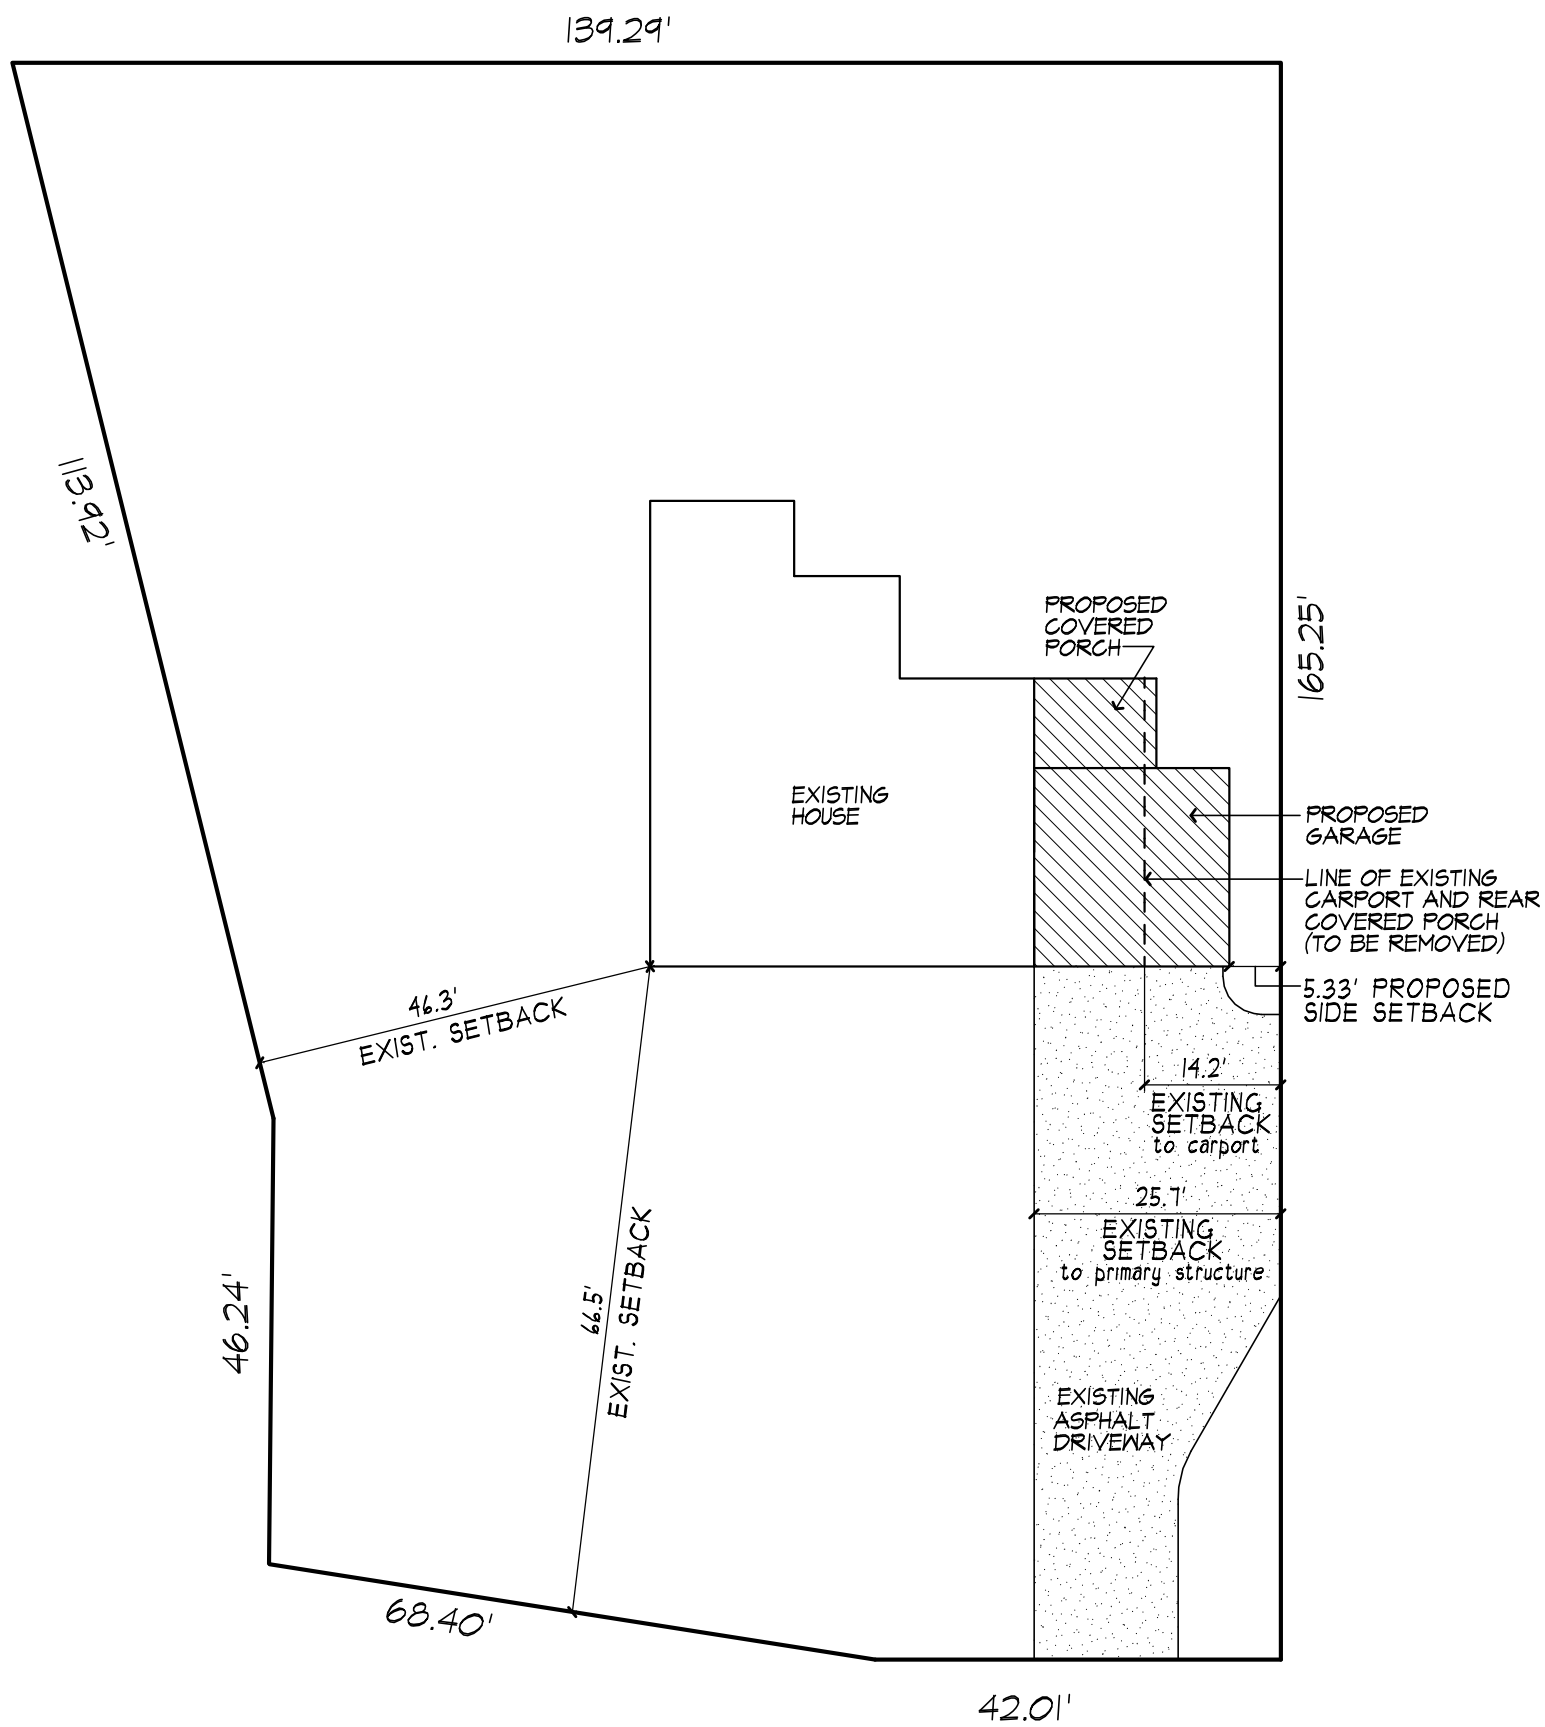 139.29'
113.92'
PROPOSED
COVERED
PORCH
165.25'
EXISTING
HOUSE
PROPOSED
GARAGE
LINE OF EXISTING
CARPORT AND REAR
COVERED PORCH
(TO BE REMOVED)
5.33' PROPOSED
SIDE SETBACK
46.3'
EXIST. SETBACK
14.2'
EXISTING
SETBACK
to carport
25.7'
EXISTING
SETBACK
to primary structure
66.5'
EXIST. SETBACK
46.24'
EXISTING
ASPHALT
DRIVEWAY
68.40'
42.01'